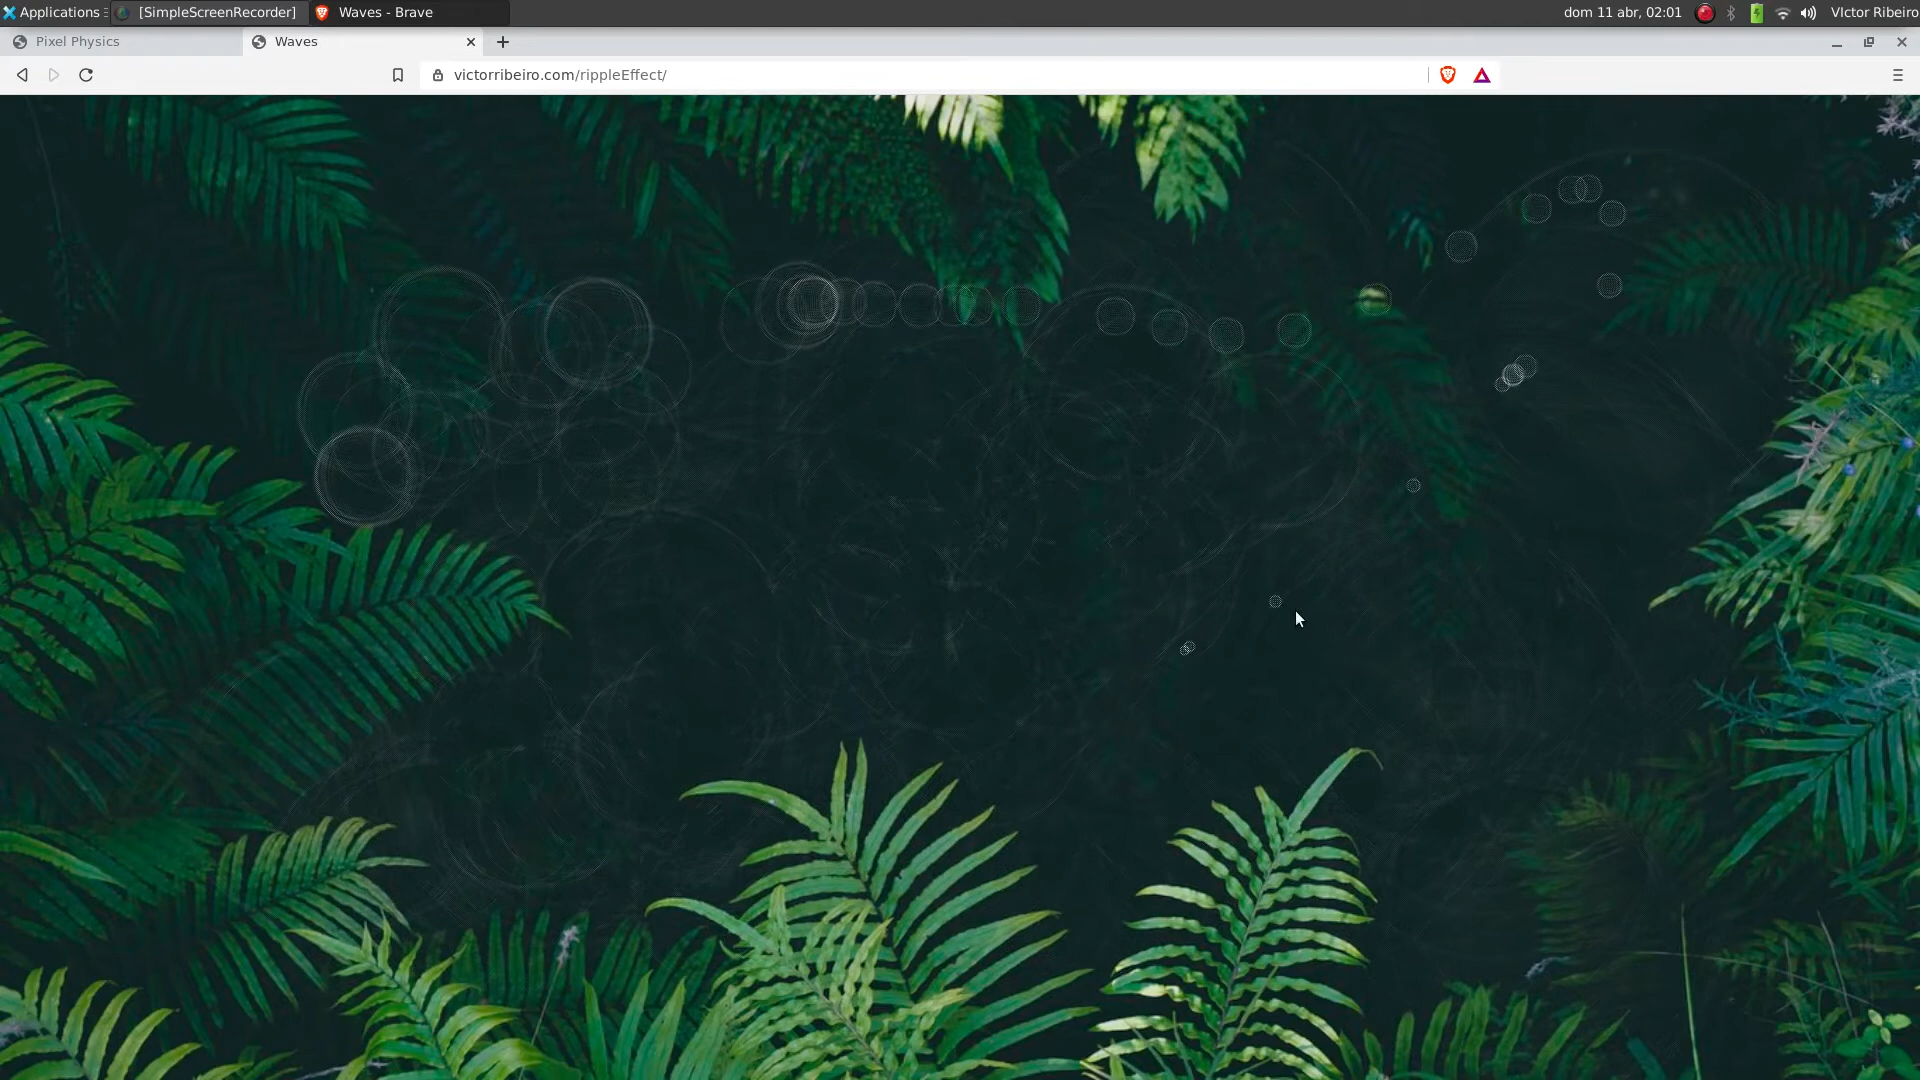 Applications [SimpleScreenRecorder] Waves - Brave dom 11 abr, 02:01 VIctor Ribeiro
Pixel Physics Waves
victorribeiro.com/rippleEffect/